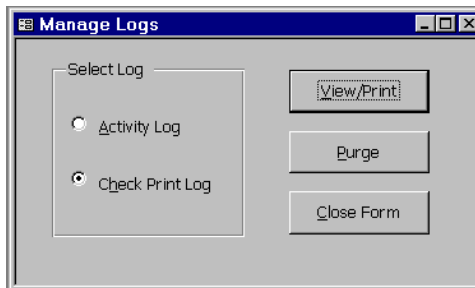 Manage Logs
Select Log
View/Print
Activity Log
Purge
Check Print Log
Close Form